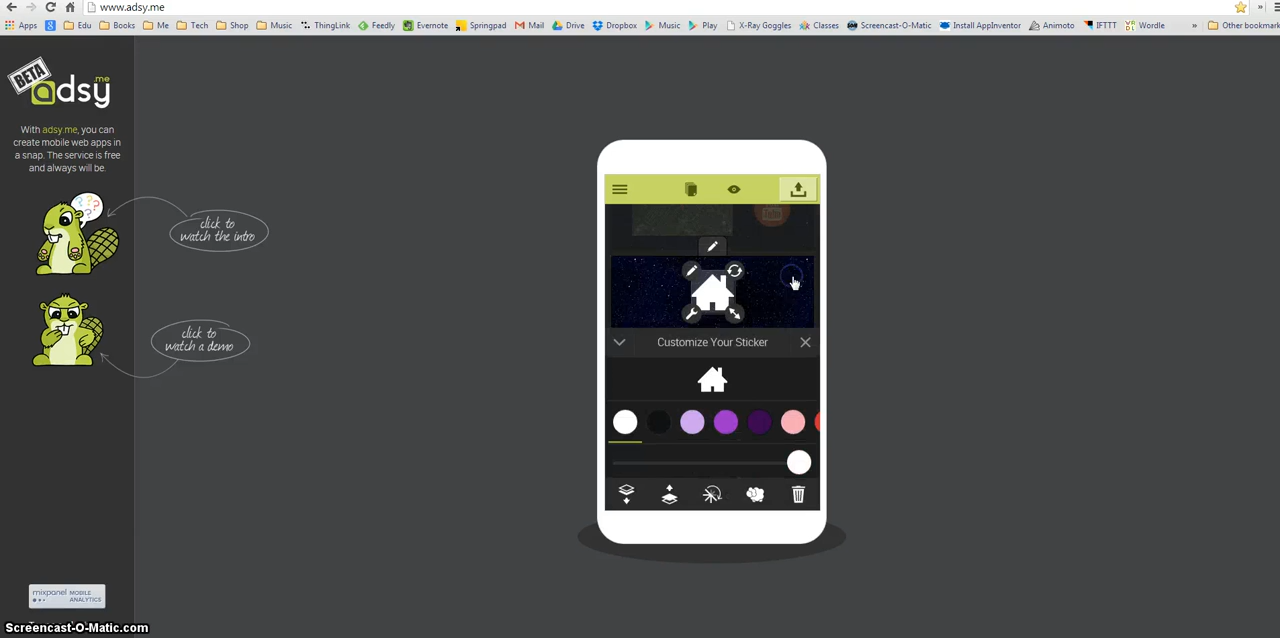 www.adsy.me
Apps Edu Books Me Tech Shop Music ThingLink Feedly Evernote Springpad Mail Drive Dropbox Music Play X-Ray Goggles Classes Screencast-O-Matic Install AppInventor Animoto IFTTT Wordle » Other bookmark
BETA
adsy.me
With adsy.me, you can
create mobile web apps in
a snap. The service is free
and always will be.
???
click to
watch the intro
click to
watch a demo
Customize Your Sticker
mixpanel MOBILE
ANALYTICS
Screencast-O-Matic.com